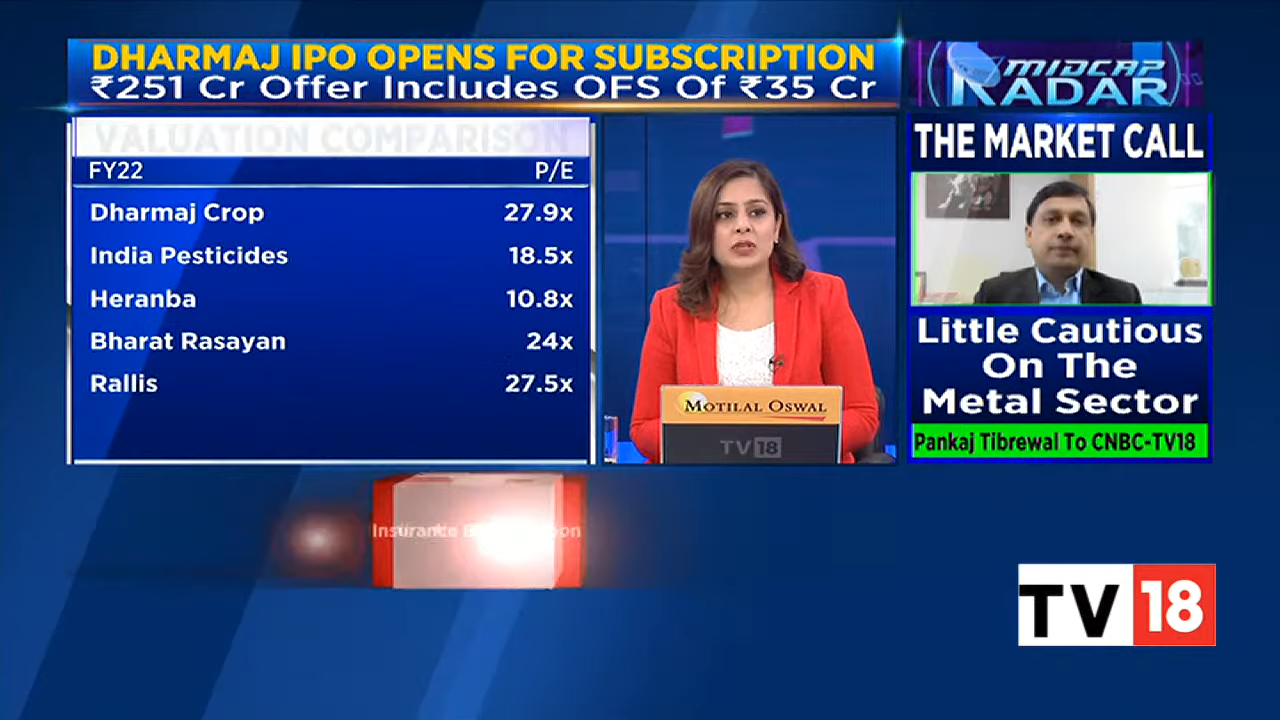 DHARMAJ IPO OPENS FOR SUBSCRIPTION
₹251 Cr Offer Includes OFS Of ₹35 Cr
VALUATION COMPARISON
FY22 P/E
Dharmaj Crop 27.9x
India Pesticides 18.5x
Heranba 10.8x
Bharat Rasayan 24x
Rallis 27.5x
MOTILAL OSWAL
TV18
MIDCAP
RADAR
THE MARKET CALL
Little Cautious
On The
Metal Sector
Pankaj Tibrewal To CNBC-TV18
TV18